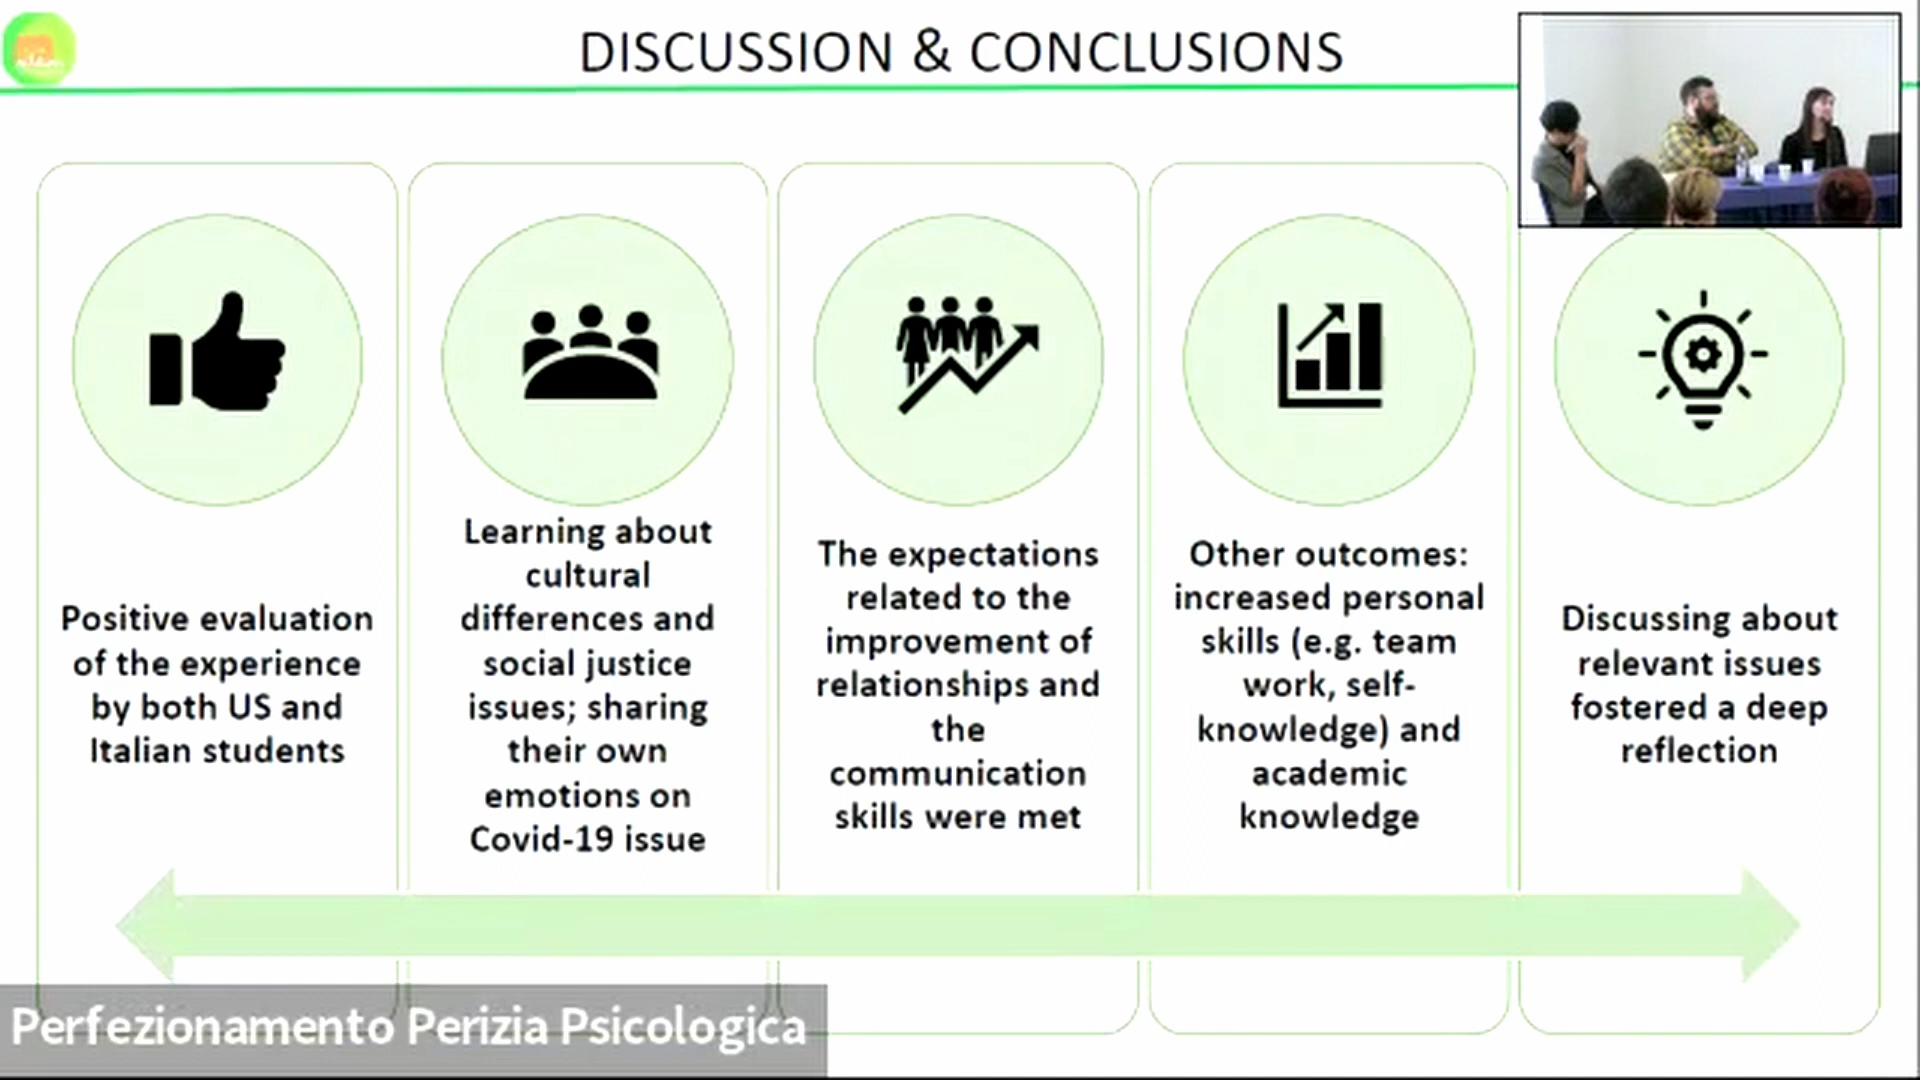 DISCUSSION & CONCLUSIONS
Positive evaluation
of the experience
by both US and
Italian students
Learning about
cultural
differences and
social justice
issues; sharing
their own
emotions on
Covid-19 issue
The expectations
related to the
improvement of
relationships and
the
communication
skills were met
Other outcomes:
increased personal
skills (e.g. team
work, self-
knowledge) and
academic
knowledge
Discussing about
relevant issues
fostered a deep
reflection
Perfezionamento Perizia Psicologica